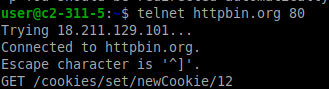 user@c2-311-5:~$ telnet httpbin.org 80
Trying 18.211.129.101...
Connected to httpbin.org.
Escape character is '^]'.
GET /cookies/set/newCookie/12